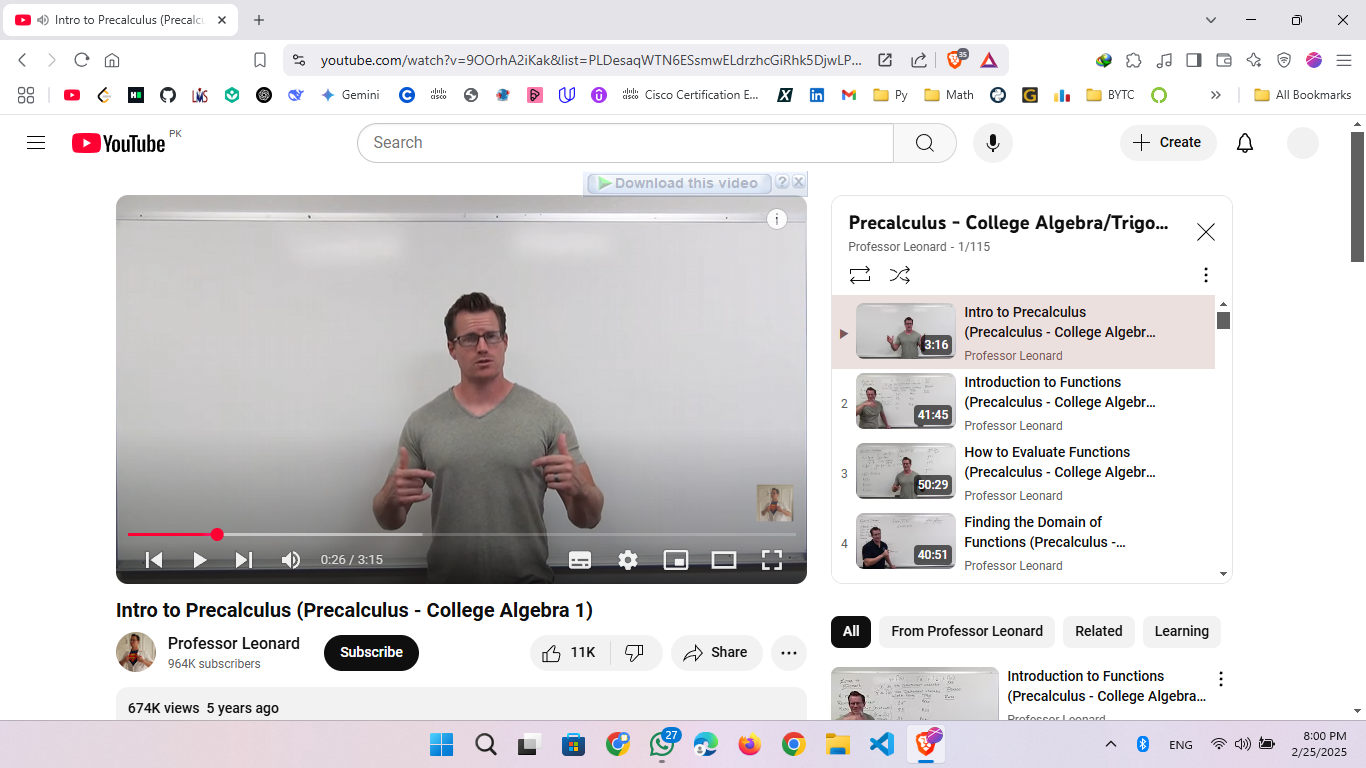 Intro to Precalculus (Precalcu
youtube.com/watch?v=9OOrhA2iKak&list=PLDesaqWTN6ESsmwELdrzhcGiRhk5DjwLP...
35
Gemini
Cisco Certification E...
Py
Math
BYTC
All Bookmarks
YouTube PK
Search
Create
Download this video
Precalculus - College Algebra/Trigo...
Professor Leonard - 1/115
Intro to Precalculus
(Precalculus - College Algebr...
3:16
Professor Leonard
2
Introduction to Functions
(Precalculus - College Algebr...
41:45
Professor Leonard
3
How to Evaluate Functions
(Precalculus - College Algebr...
50:29
Professor Leonard
4
Finding the Domain of
Functions (Precalculus -...
40:51
Professor Leonard
0:26 / 3:15
Intro to Precalculus (Precalculus - College Algebra 1)
Professor Leonard
964K subscribers
Subscribe
11K
Share
All
From Professor Leonard
Related
Learning
Introduction to Functions
(Precalculus - College Algebra...
Professor Leonard
674K views 5 years ago
27
ENG
8:00 PM
2/25/2025